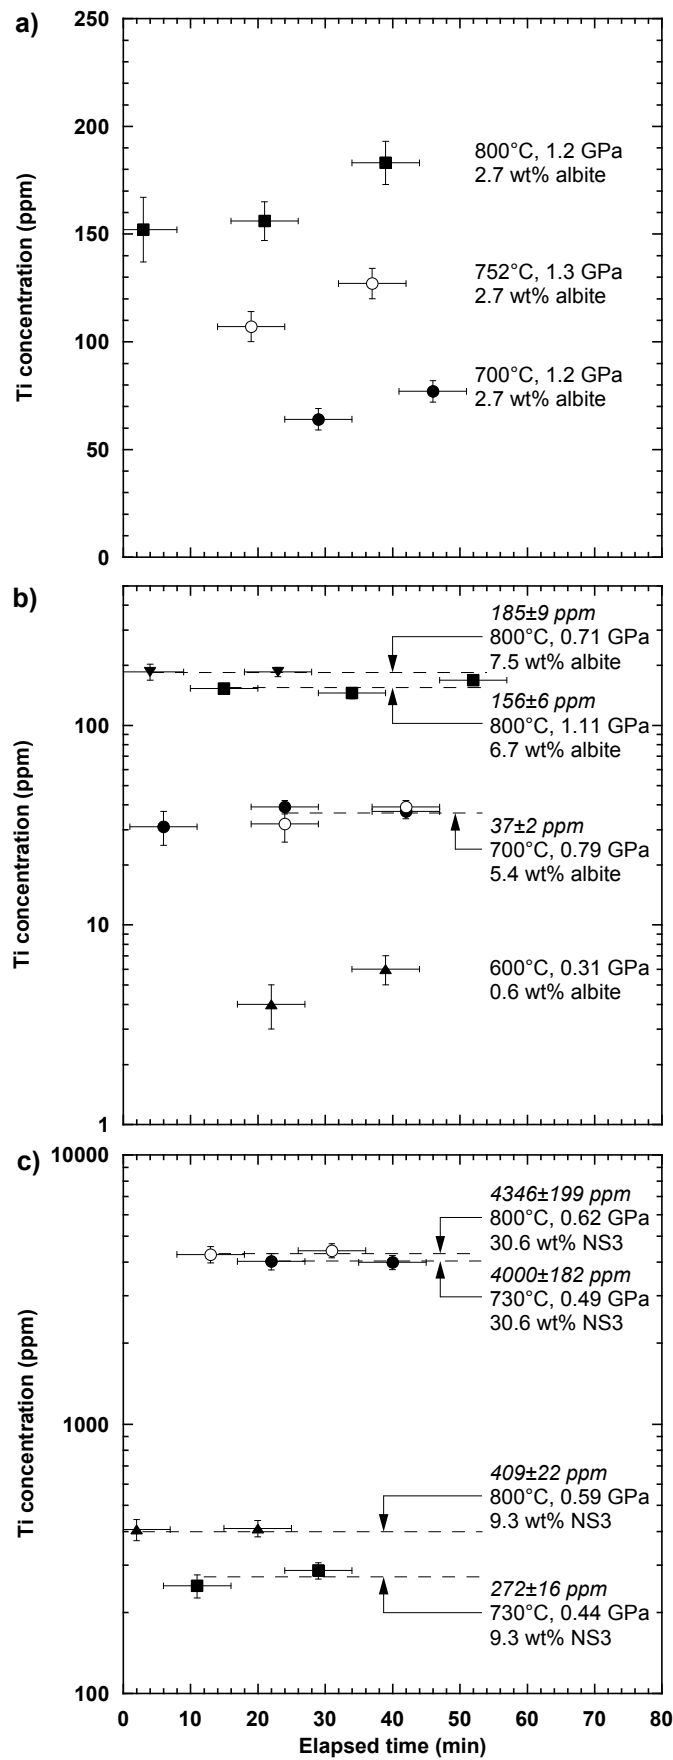 a)
250
200
150
100
50
0
Ti concentration (ppm)
800°C, 1.2 GPa
2.7 wt% albite
752°C, 1.3 GPa
2.7 wt% albite
700°C, 1.2 GPa
2.7 wt% albite
b)
100
10
1
Ti concentration (ppm)
185±9 ppm
800°C, 0.71 GPa
7.5 wt% albite
156±6 ppm
800°C, 1.11 GPa
6.7 wt% albite
37±2 ppm
700°C, 0.79 GPa
5.4 wt% albite
600°C, 0.31 GPa
0.6 wt% albite
c)
10000
1000
100
Ti concentration (ppm)
4346±199 ppm
800°C, 0.62 GPa
30.6 wt% NS3
4000±182 ppm
730°C, 0.49 GPa
30.6 wt% NS3
409±22 ppm
800°C, 0.59 GPa
9.3 wt% NS3
272±16 ppm
730°C, 0.44 GPa
9.3 wt% NS3
0 10 20 30 40 50 60 70 80
Elapsed time (min)